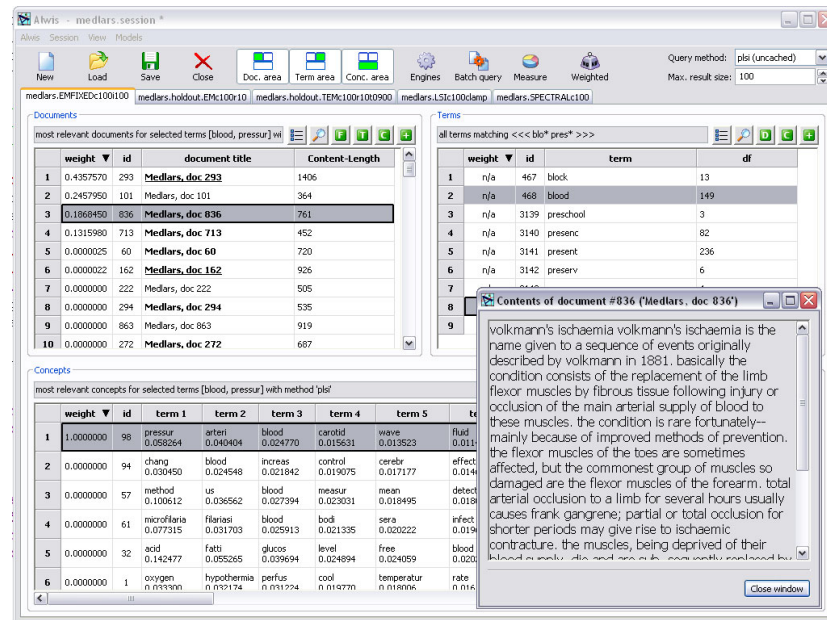 Alwis - medlars.session *
Alwis Session View Models
New Load Save Close Doc. area Term area Conc. area Engines Batch query Measure Weighted
Query method: plsi (uncached)
Max. result size: 100
medlars.EMFIXEDc100i100 medlars.holdout.EMc100r10 medlars.holdout.TEMc100r10t0900 medlars.LSIc100clamp medlars.SPECTRALc100
Documents
most relevant documents for selected terms [blood, pressur] wi
F T C
weight id document title Content-Length
1 0.4357570 293 Medlars, doc 293 1406
2 0.2457950 101 Medlars, doc 101 364
3 0.1868450 836 Medlars, doc 836 761
4 0.1315980 713 Medlars, doc 713 452
5 0.0000025 60 Medlars, doc 60 720
6 0.0000022 162 Medlars, doc 162 926
7 0.0000000 222 Medlars, doc 222 505
8 0.0000000 294 Medlars, doc 294 535
9 0.0000000 863 Medlars, doc 863 919
10 0.0000000 272 Medlars, doc 272 687
Terms
all terms matching <<< blo* pres* >>>
D C
weight id term df
1 n/a 467 block 13
2 n/a 468 blood 149
3 n/a 3139 preschool 3
4 n/a 3140 presenc 82
5 n/a 3141 present 236
6 n/a 3142 preserv 6
7
8
9
Concepts
most relevant concepts for selected terms [blood, pressur] with method 'plsi'
weight id term 1 term 2 term 3 term 4 term 5
1 1.0000000 98 pressur arteri blood carotid wave fluid
0.058264 0.040404 0.024770 0.015631 0.013523
2 0.0000000 94 chang blood increas control cerebr effect
0.030450 0.024548 0.021842 0.019075 0.017177
3 0.0000000 57 method us blood measur mean detect
0.100612 0.036562 0.027394 0.023031 0.018495
4 0.0000000 61 microfilaria filariasi blood bodi sera infect
0.077315 0.031703 0.025913 0.021335 0.020222
5 0.0000000 32 acid fatti glucos level free blood
0.142477 0.055265 0.039694 0.024894 0.024059
6 0.0000000 1 oxygen hypothermia perfus cool temperatur rate
0.033300 0.032174 0.031224 0.019770 0.018006
Contents of document #836 ('Medlars, doc 836')
volkmann's ischaemia volkmann's ischaemia is the
name given to a sequence of events originally
described by volkmann in 1881. basically the
condition consists of the replacement of the limb
flexor muscles by fibrous tissue following injury or
occlusion of the main arterial supply of blood to
these muscles. the condition is rare fortunately--
mainly because of improved methods of prevention.
the flexor muscles of the toes are sometimes
affected, but the commonest group of muscles so
damaged are the flexor muscles of the forearm. total
arterial occlusion to a limb for several hours usually
causes frank gangrene; partial or total occlusion for
shorter periods may give rise to ischaemic
contracture. the muscles, being deprived of their
blood supply, die and are sub- sequently replaced by
Close window